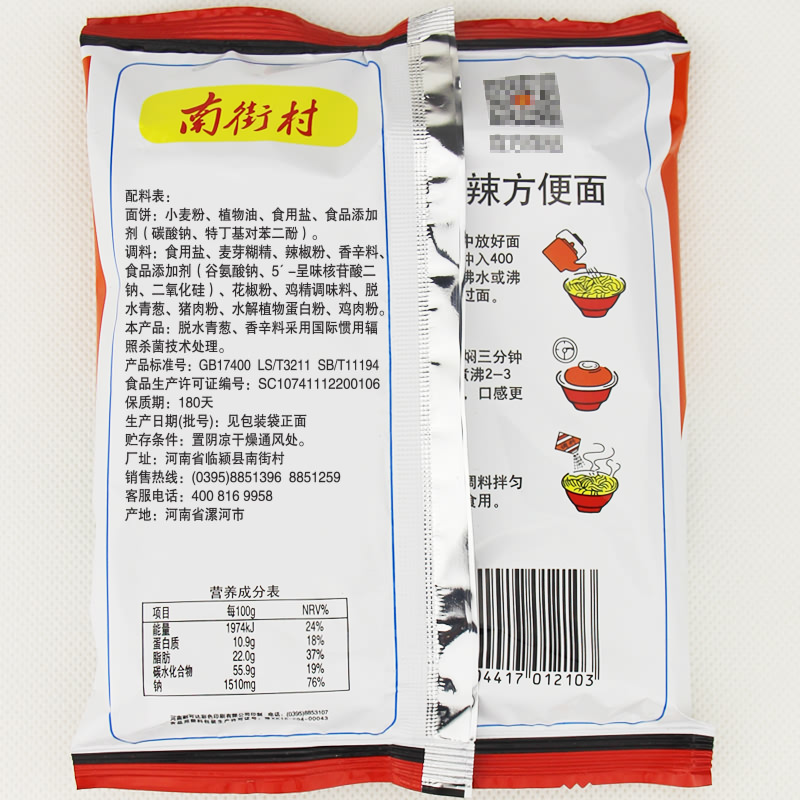 南街村
配料表：
面饼：小麦粉、植物油、食用盐、食品添加
剂（碳酸钠、特丁基对苯二酚）。
调料：食用盐、麦芽糊精、辣椒粉、香辛料、
食品添加剂（谷氨酸钠、5´-呈味核苷酸二
钠、二氧化硅）、花椒粉、鸡精调味料、脱
水青葱、猪肉粉、水解植物蛋白粉、鸡肉粉。
本产品：脱水青葱、香辛料采用国际惯用辐
照杀菌技术处理。
产品标准号：GB17400 LS/T3211 SB/T11194
食品生产许可证编号：SC10741112200106
保质期：180天
生产日期(批号)：见包装袋正面
贮存条件：置阴凉干燥通风处。
厂址：河南省临颍县南街村
销售热线：(0395)8851396 8851259
客服电话：400 816 9958
产地：河南省漯河市
营养成分表
项目 每100g NRV%
能量 1974kJ 24%
蛋白质 10.9g 18%
脂肪 22.0g 37%
碳水化合物 55.9g 19%
钠 1510mg 76%
电话：(0395)8853107
辣方便面
中放好面
冲入400
沸水或沸
过面。
焖三分钟
煮沸2-3
、口感更
调料拌匀
食用。
04417 012103